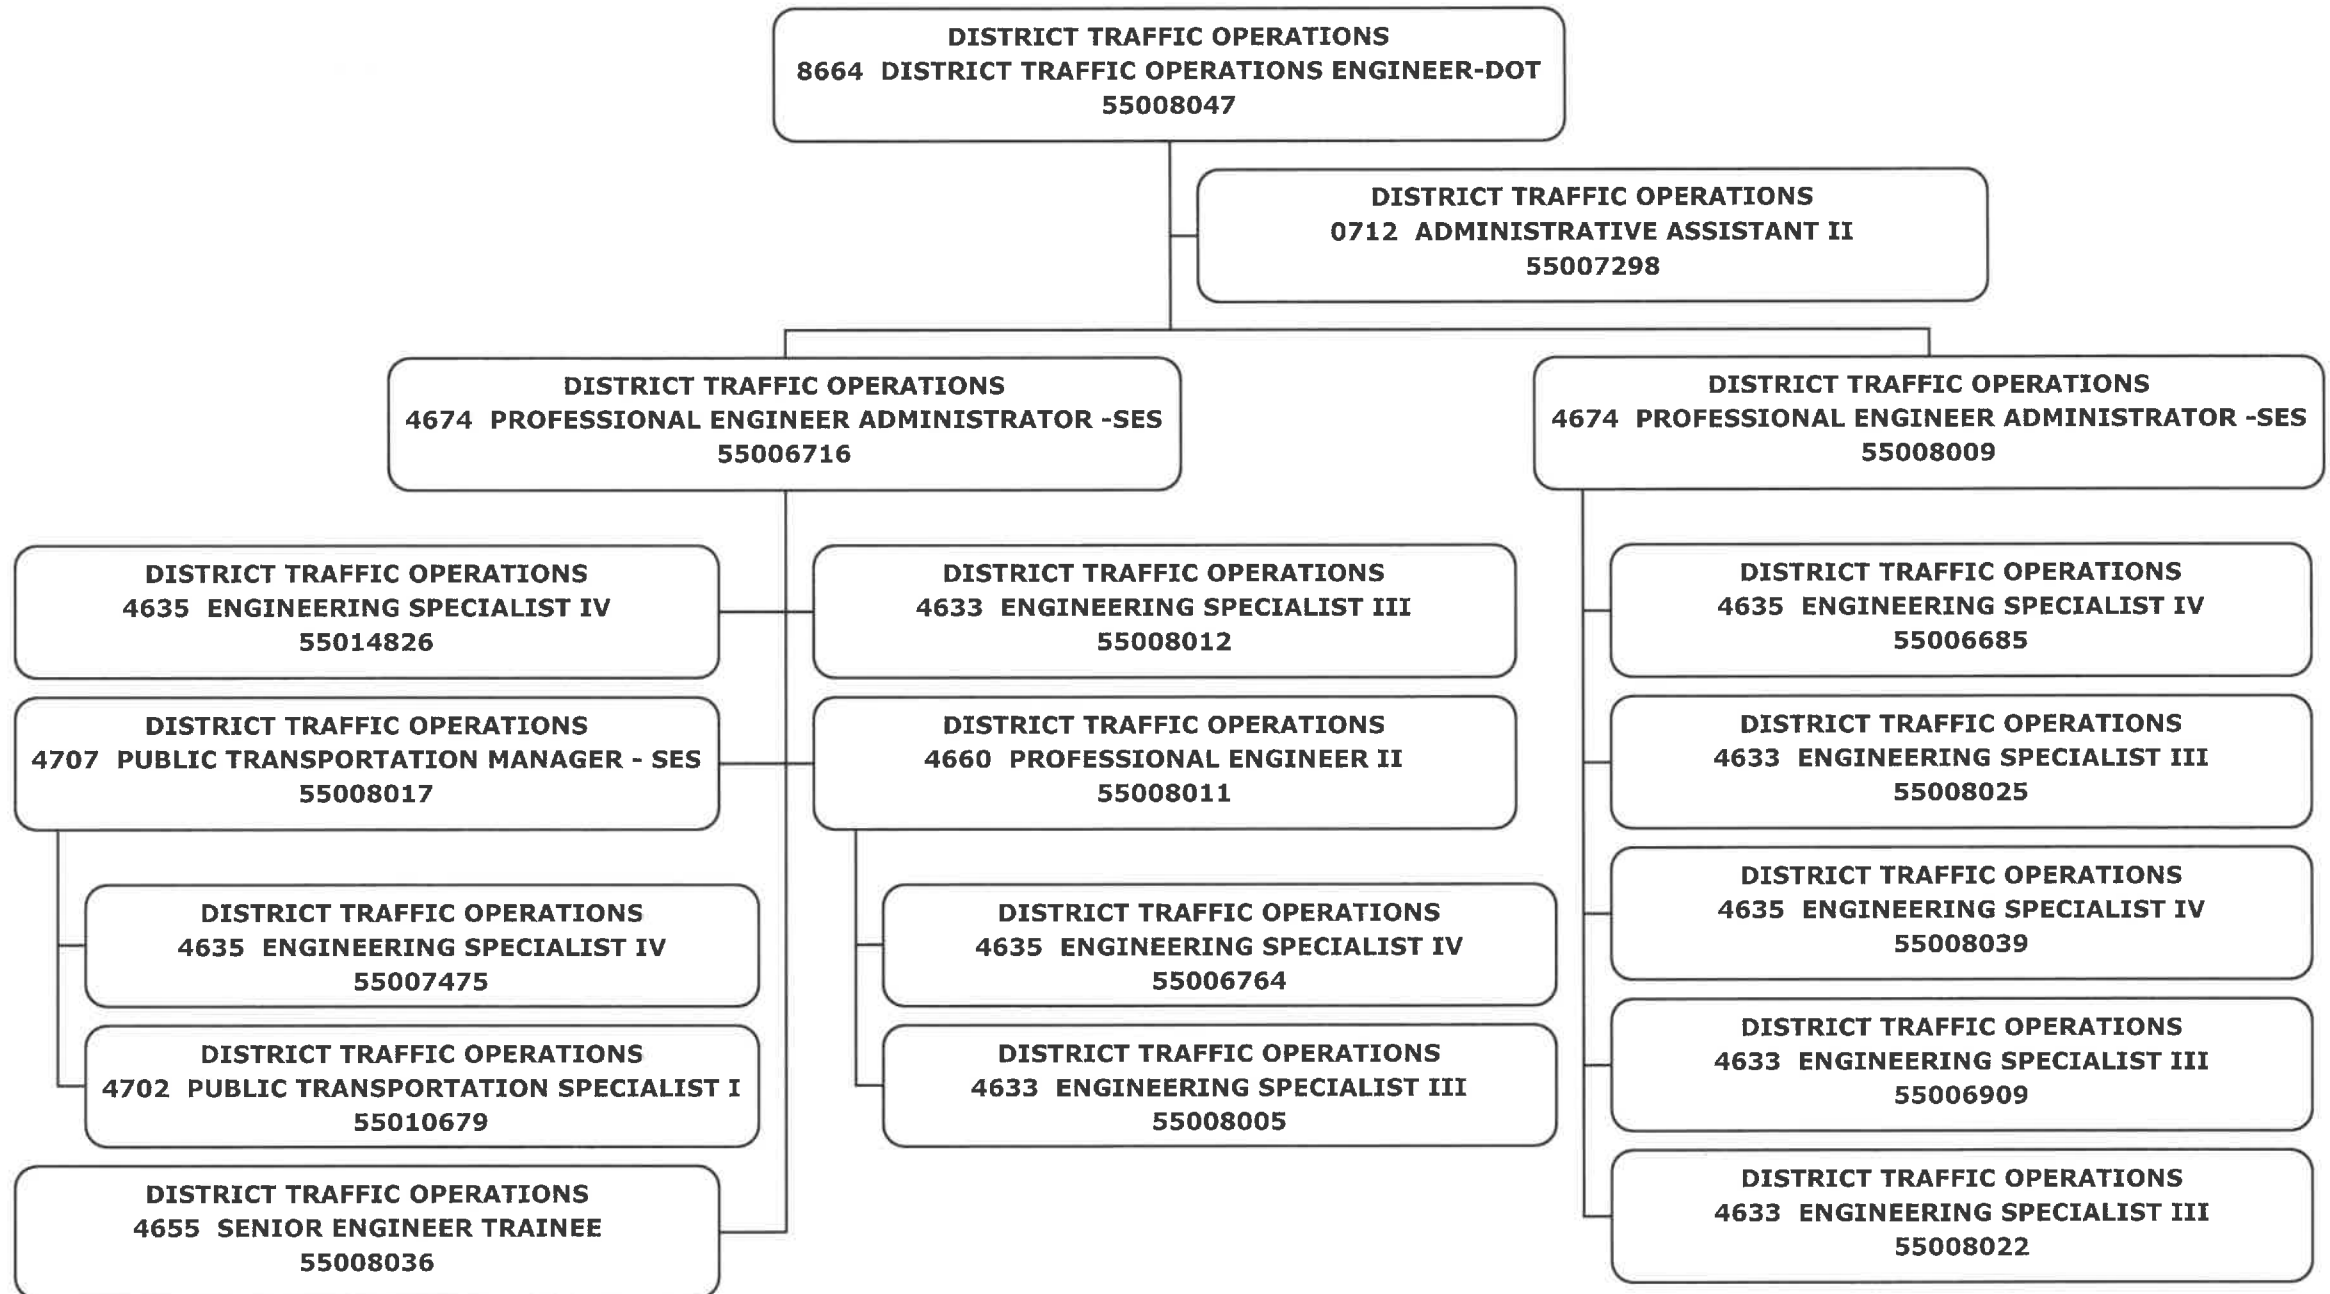 DISTRICT TRAFFIC OPERATIONS
8664 DISTRICT TRAFFIC OPERATIONS ENGINEER-DOT
55008047
DISTRICT TRAFFIC OPERATIONS
0712 ADMINISTRATIVE ASSISTANT II
55007298
DISTRICT TRAFFIC OPERATIONS
4674 PROFESSIONAL ENGINEER ADMINISTRATOR -SES
55006716
DISTRICT TRAFFIC OPERATIONS
4674 PROFESSIONAL ENGINEER ADMINISTRATOR -SES
55008009
DISTRICT TRAFFIC OPERATIONS
4635 ENGINEERING SPECIALIST IV
55014826
DISTRICT TRAFFIC OPERATIONS
4633 ENGINEERING SPECIALIST III
55008012
DISTRICT TRAFFIC OPERATIONS
4635 ENGINEERING SPECIALIST IV
55006685
DISTRICT TRAFFIC OPERATIONS
4707 PUBLIC TRANSPORTATION MANAGER - SES
55008017
DISTRICT TRAFFIC OPERATIONS
4660 PROFESSIONAL ENGINEER II
55008011
DISTRICT TRAFFIC OPERATIONS
4633 ENGINEERING SPECIALIST III
55008025
DISTRICT TRAFFIC OPERATIONS
4635 ENGINEERING SPECIALIST IV
55007475
DISTRICT TRAFFIC OPERATIONS
4635 ENGINEERING SPECIALIST IV
55006764
DISTRICT TRAFFIC OPERATIONS
4635 ENGINEERING SPECIALIST IV
55008039
DISTRICT TRAFFIC OPERATIONS
4702 PUBLIC TRANSPORTATION SPECIALIST I
55010679
DISTRICT TRAFFIC OPERATIONS
4633 ENGINEERING SPECIALIST III
55008005
DISTRICT TRAFFIC OPERATIONS
4633 ENGINEERING SPECIALIST III
55006909
DISTRICT TRAFFIC OPERATIONS
4655 SENIOR ENGINEER TRAINEE
55008036
DISTRICT TRAFFIC OPERATIONS
4633 ENGINEERING SPECIALIST III
55008022